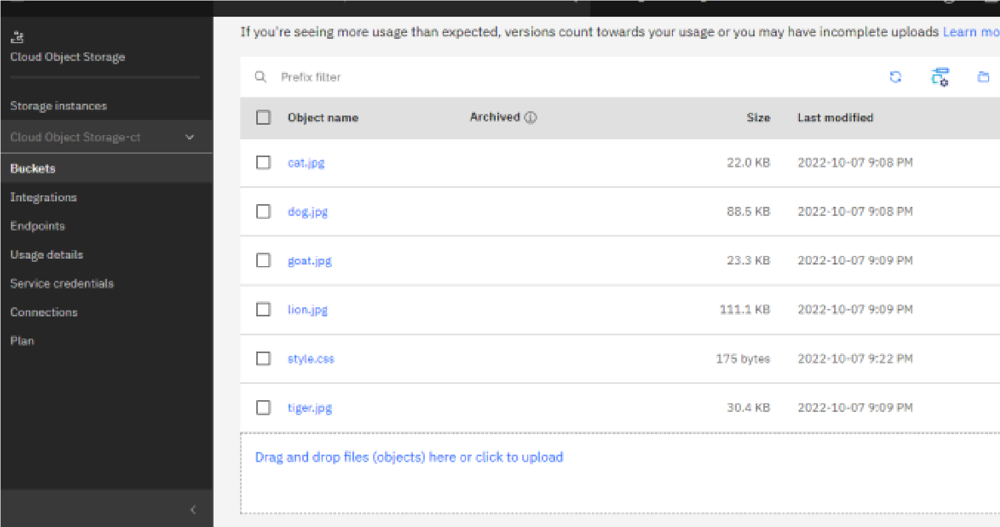 Cloud Object Storage
Storage instances
Cloud Object Storage-ct
Buckets
Integrations
Endpoints
Usage details
Service credentials
Connections
Plan
If you're seeing more usage than expected, versions count towards your usage or you may have incomplete uploads Learn mo
Prefix filter
Object name Archived Size Last modified
cat.jpg 22.0 KB 2022-10-07 9:08 PM
dog.jpg 88.5 KB 2022-10-07 9:08 PM
goat.jpg 23.3 KB 2022-10-07 9:09 PM
lion.jpg 111.1 KB 2022-10-07 9:09 PM
style.css 175 bytes 2022-10-07 9:22 PM
tiger.jpg 30.4 KB 2022-10-07 9:09 PM
Drag and drop files (objects) here or click to upload